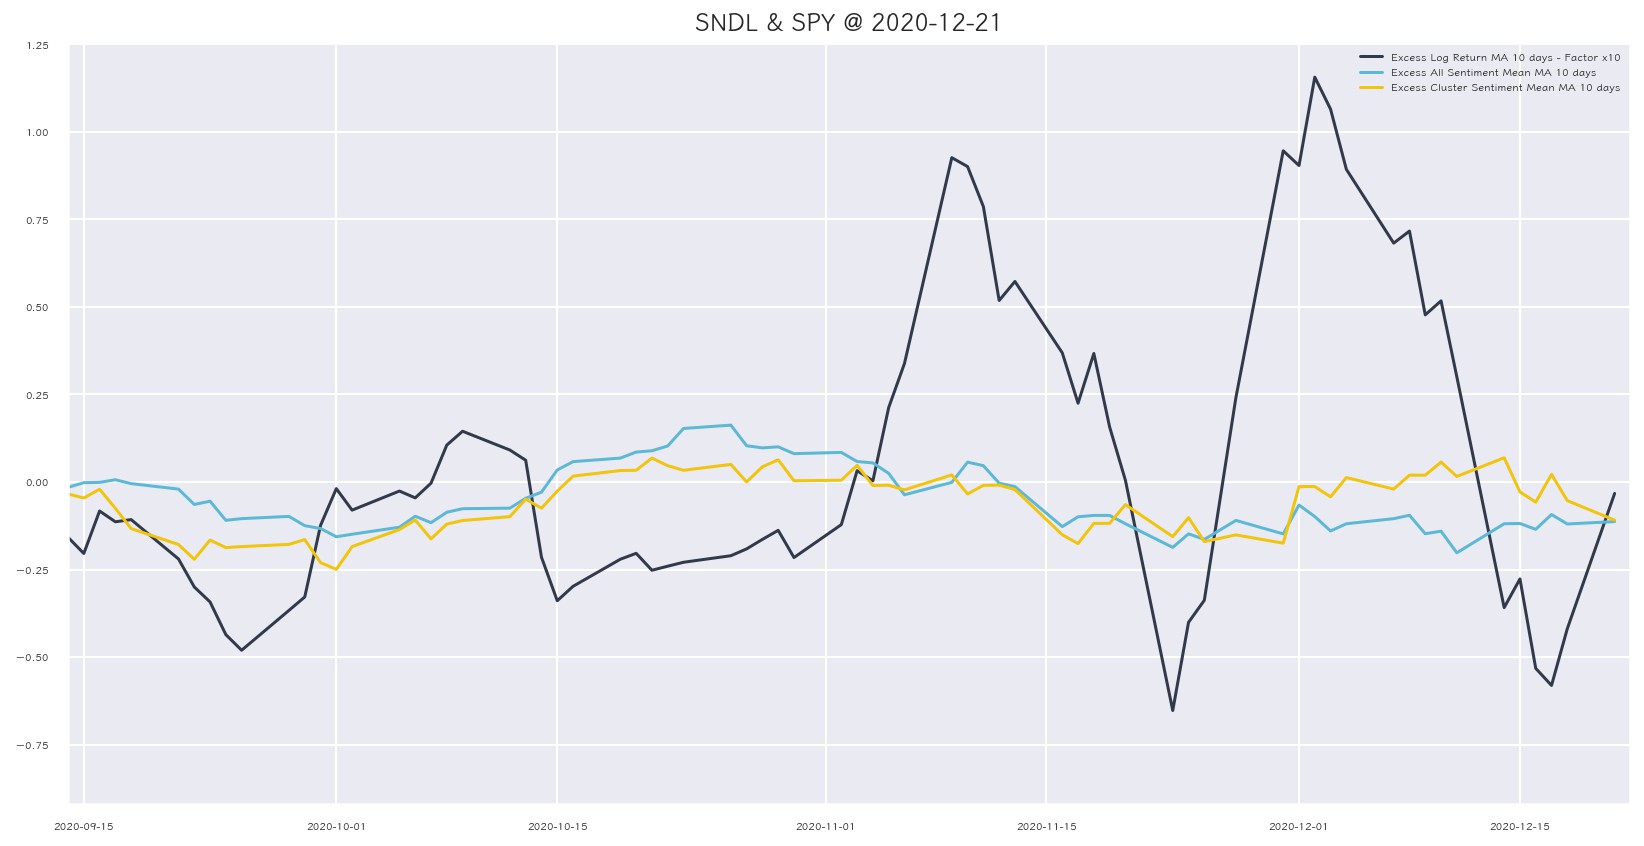 SNDL & SPY @ 2020-12-21
Excess Log Return MA 10 days - Factor x10
Excess All Sentiment Mean MA 10 days
Excess Cluster Sentiment Mean MA 10 days
1.25
1.00
0.75
0.50
0.25
0.00
−0.25
−0.50
−0.75
2020-09-15 2020-10-01 2020-10-15 2020-11-01 2020-11-15 2020-12-01 2020-12-15